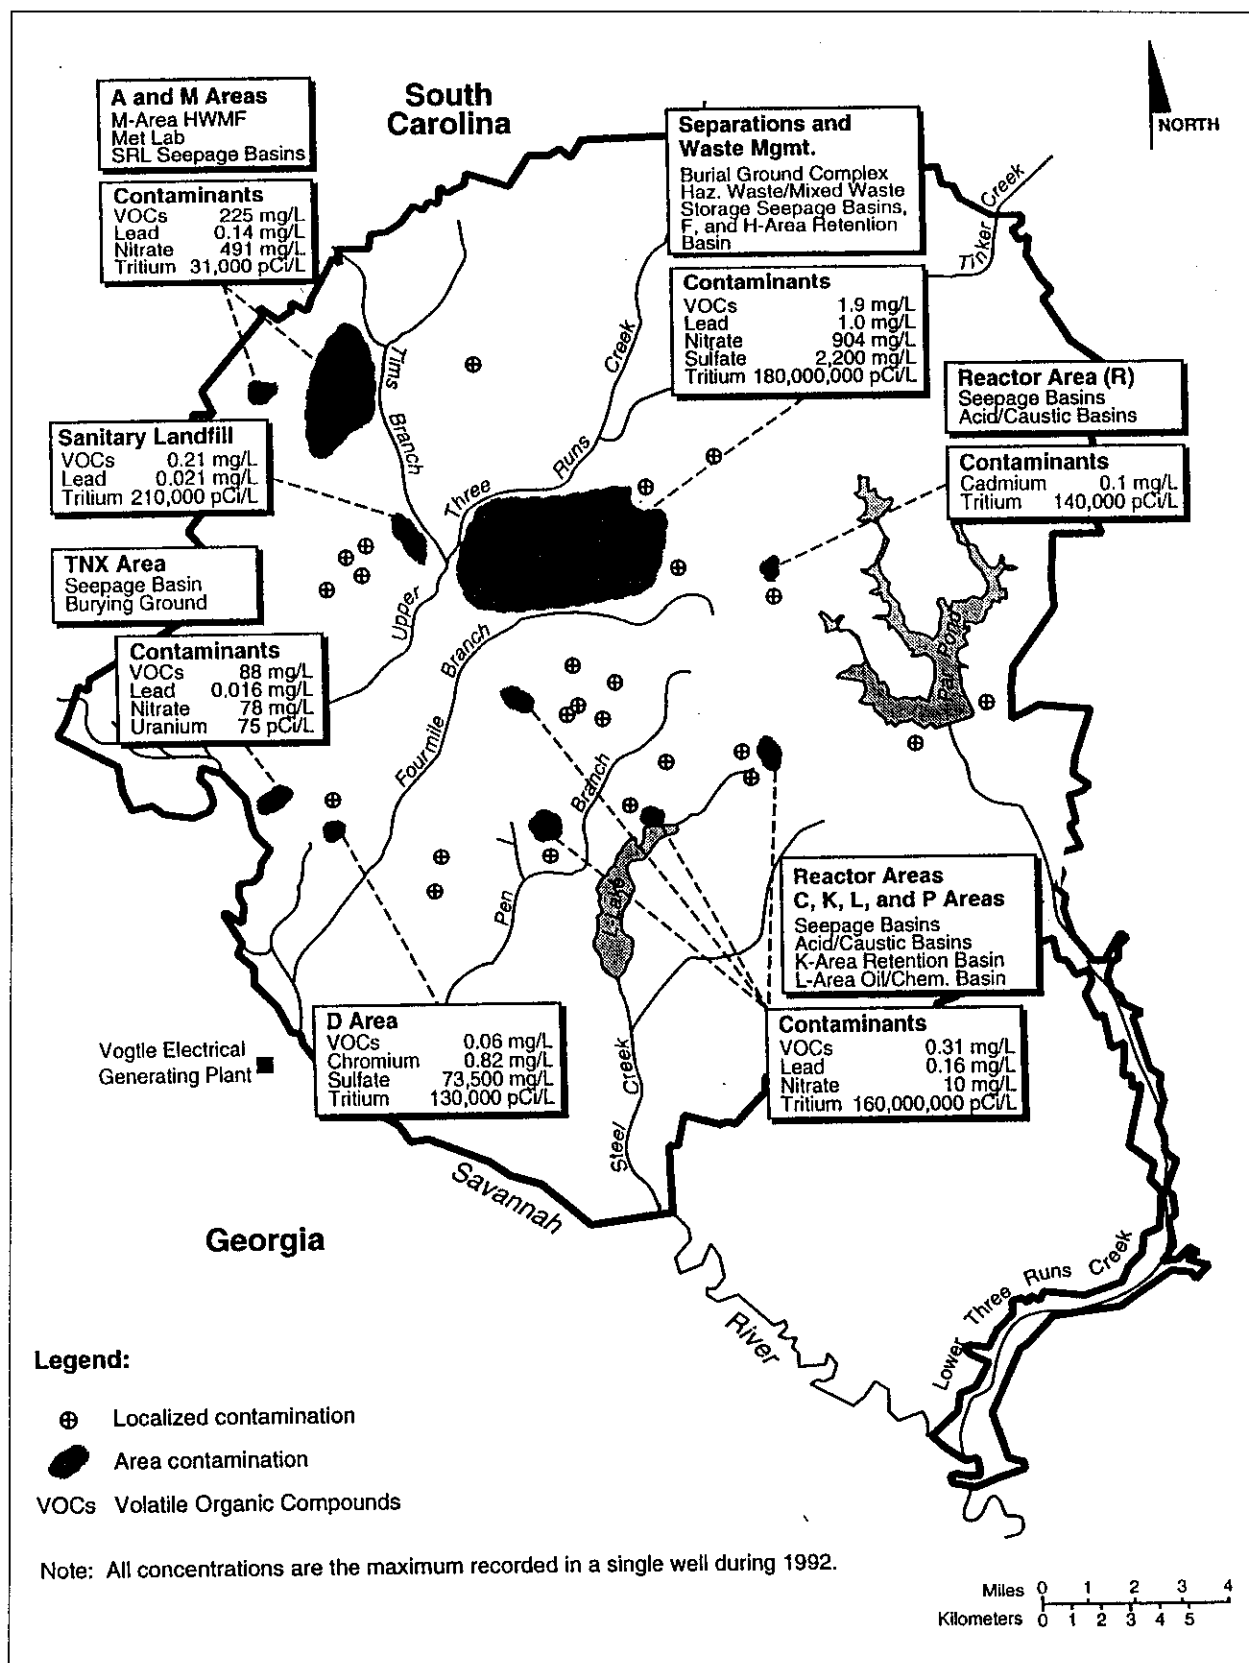 South
Carolina
NORTH
A and M Areas
M-Area HWMF
Met Lab
SRL Seepage Basins
Contaminants
VOCs 225 mg/L
Lead 0.14 mg/L
Nitrate 491 mg/L
Tritium 31,000 pCi/L
Separations and
Waste Mgmt.
Burial Ground Complex
Haz. Waste/Mixed Waste
Storage Seepage Basins,
F, and H-Area Retention
Basin
Contaminants
VOCs 1.9 mg/L
Lead 1.0 mg/L
Nitrate 904 mg/L
Sulfate 2,200 mg/L
Tritium 180,000,000 pCi/L
Tinker Creek
Reactor Area (R)
Seepage Basins
Acid/Caustic Basins
Contaminants
Cadmium 0.1 mg/L
Tritium 140,000 pCi/L
Sanitary Landfill
VOCs 0.21 mg/L
Lead 0.021 mg/L
Tritium 210,000 pCi/L
Tims Branch
Upper Three Runs Creek
TNX Area
Seepage Basin
Burying Ground
Contaminants
VOCs 88 mg/L
Lead 0.016 mg/L
Nitrate 78 mg/L
Uranium 75 pCi/L
Fourmile Branch
Par Pond
Pen Branch
L-Lake
Reactor Areas
C, K, L, and P Areas
Seepage Basins
Acid/Caustic Basins
K-Area Retention Basin
L-Area Oil/Chem. Basin
Contaminants
VOCs 0.31 mg/L
Lead 0.16 mg/L
Nitrate 10 mg/L
Tritium 160,000,000 pCi/L
D Area
VOCs 0.06 mg/L
Chromium 0.82 mg/L
Sulfate 73,500 mg/L
Tritium 130,000 pCi/L
Vogtle Electrical
Generating Plant
Steel Creek
Savannah River
Georgia
Lower Three Runs Creek
Legend:
Localized contamination
Area contamination
VOCs Volatile Organic Compounds
Note: All concentrations are the maximum recorded in a single well during 1992.
Miles 0 1 2 3 4
Kilometers 0 1 2 3 4 5